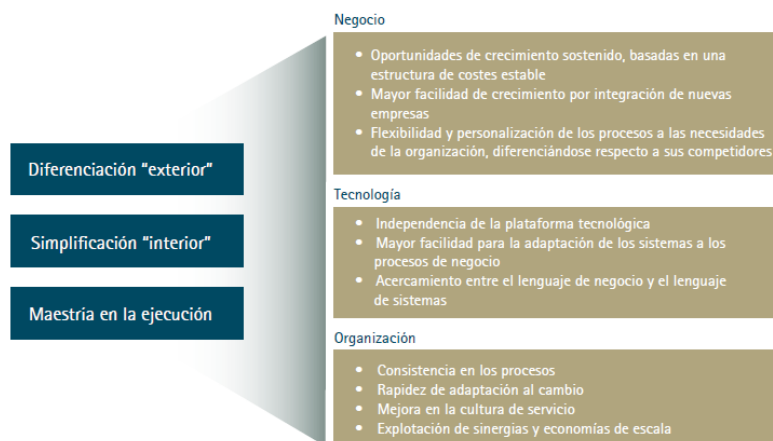 Diferenciación “exterior”
Simplificación “interior”
Maestría en la ejecución
Negocio
• Oportunidades de crecimiento sostenido, basadas en una
estructura de costes estable
• Mayor facilidad de crecimiento por integración de nuevas
empresas
• Flexibilidad y personalización de los procesos a las necesidades
de la organización, diferenciándose respecto a sus competidores
Tecnología
• Independencia de la plataforma tecnológica
• Mayor facilidad para la adaptación de los sistemas a los
procesos de negocio
• Acercamiento entre el lenguaje de negocio y el lenguaje
de sistemas
Organización
• Consistencia en los procesos
• Rapidez de adaptación al cambio
• Mejora en la cultura de servicio
• Explotación de sinergias y economías de escala